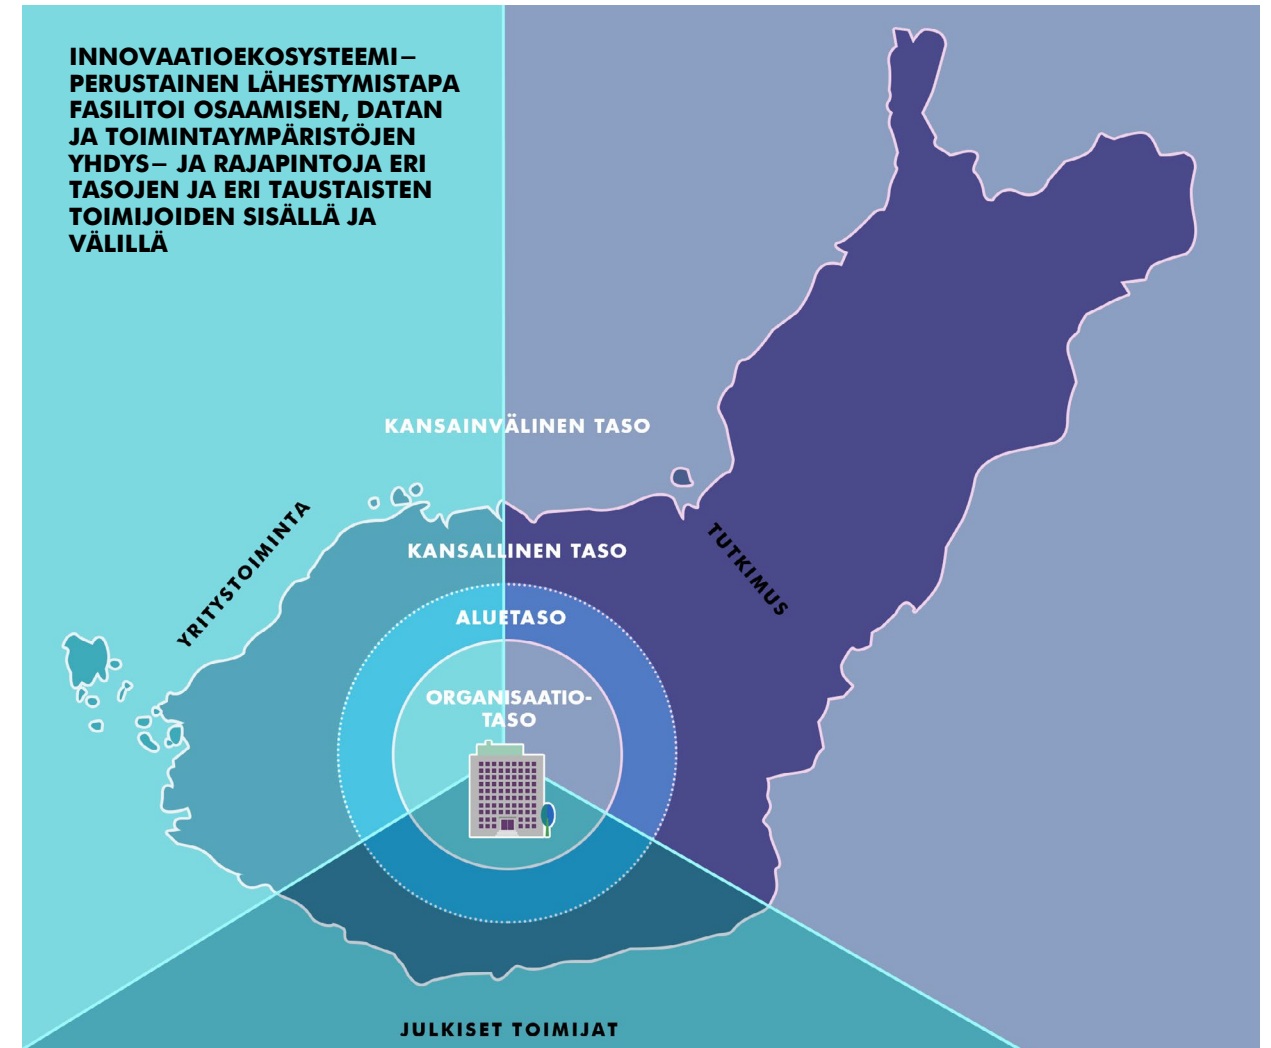 INNOVAATIOEKOSYSTEEMI–
PERUSTAINEN LÄHESTYMISTAPA
FASILITOI OSAAMISEN, DATAN
JA TOIMINTAYMPÄRISTÖJEN
YHDYS– JA RAJAPINTOJA ERI
TASOJEN JA ERI TAUSTAISTEN
TOIMIJOIDEN SISÄLLÄ JA
VÄLILLÄ
KANSAINVÄLINEN TASO
YRITYSTOIMINTA
TUTKIMUS
KANSALLINEN TASO
ALUETASO
ORGANISAATIO-
TASO
JULKISET TOIMIJAT